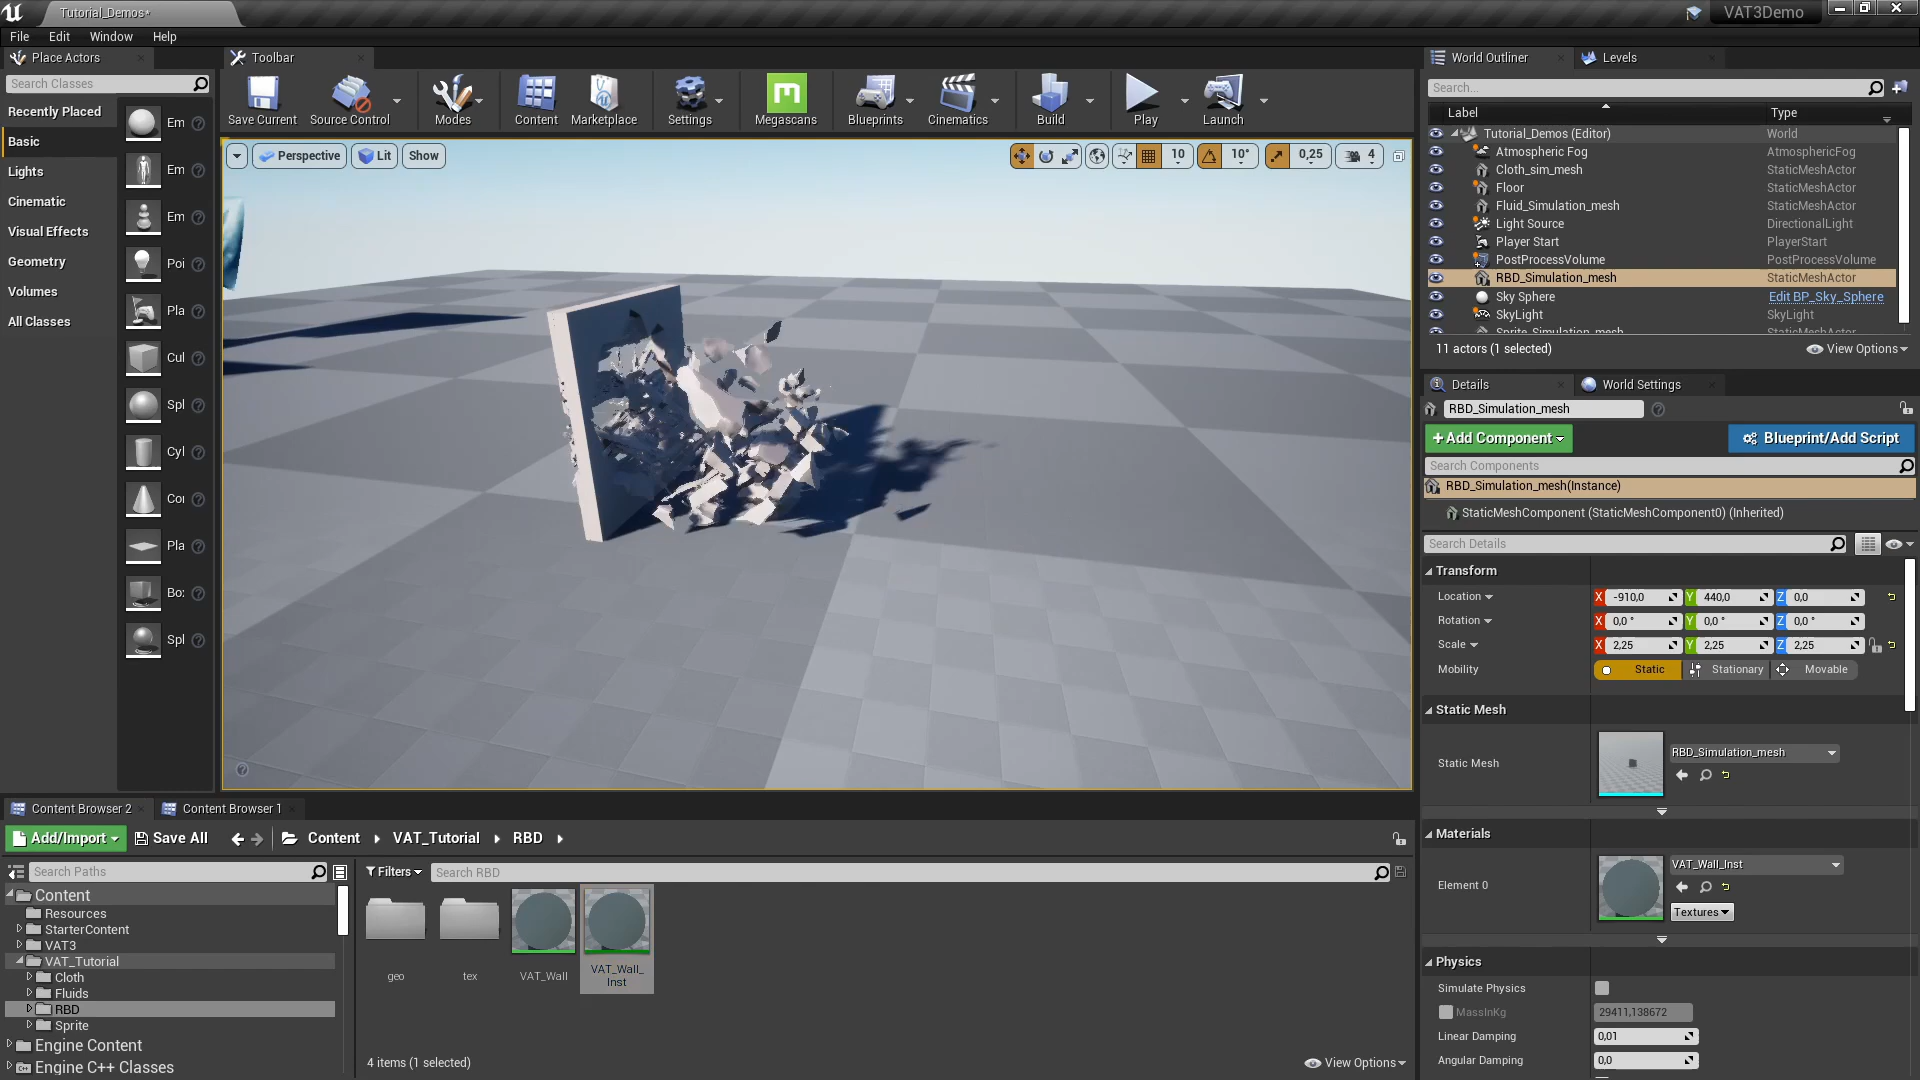 Tutorial_Demos*
VAT3Demo
File Edit Window Help
Place Actors
Search Classes
Recently Placed
Basic
Lights
Cinematic
Visual Effects
Geometry
Volumes
All Classes
Em
Em
Em
Poi
Pla
Cul
Spl
Cyl
Cor
Pla
Bo:
Spl
Toolbar
Save Current
Source Control
Modes
Content
Marketplace
Settings
Megascans
Blueprints
Cinematics
Build
Play
Launch
Perspective
Lit
Show
10
10°
0,25
4
World Outliner
Levels
Search...
Label Type
Tutorial_Demos (Editor) World
Atmospheric Fog AtmosphericFog
Cloth_sim_mesh StaticMeshActor
Floor StaticMeshActor
Fluid_Simulation_mesh StaticMeshActor
Light Source DirectionalLight
Player Start PlayerStart
PostProcessVolume PostProcessVolume
RBD_Simulation_mesh StaticMeshActor
Sky Sphere Edit BP_Sky_Sphere
SkyLight SkyLight
Sprite_Simulation_mesh StaticMeshActor
11 actors (1 selected)
View Options
Details
World Settings
RBD_Simulation_mesh
+Add Component
Blueprint/Add Script
Search Components
RBD_Simulation_mesh(Instance)
StaticMeshComponent (StaticMeshComponent0) (Inherited)
Search Details
Transform
Location X -910,0 Y 440,0 Z 0,0
Rotation X 0,0 ° Y 0,0 ° Z 0,0 °
Scale X 2,25 Y 2,25 Z 2,25
Mobility Static Stationary Movable
Static Mesh
Static Mesh RBD_Simulation_mesh
Materials
Element 0 VAT_Wall_Inst
Textures
Physics
Simulate Physics
MassInKg 29411,138672
Linear Damping 0,01
Angular Damping 0,0
Content Browser 2
Content Browser 1
Add/Import
Save All
Content
VAT_Tutorial
RBD
Search Paths
Filters
Search RBD
Content
Resources
StarterContent
VAT3
VAT_Tutorial
Cloth
Fluids
RBD
Sprite
Engine Content
Engine C++ Classes
geo
tex
VAT_Wall
VAT_Wall_
Inst
4 items (1 selected)
View Options